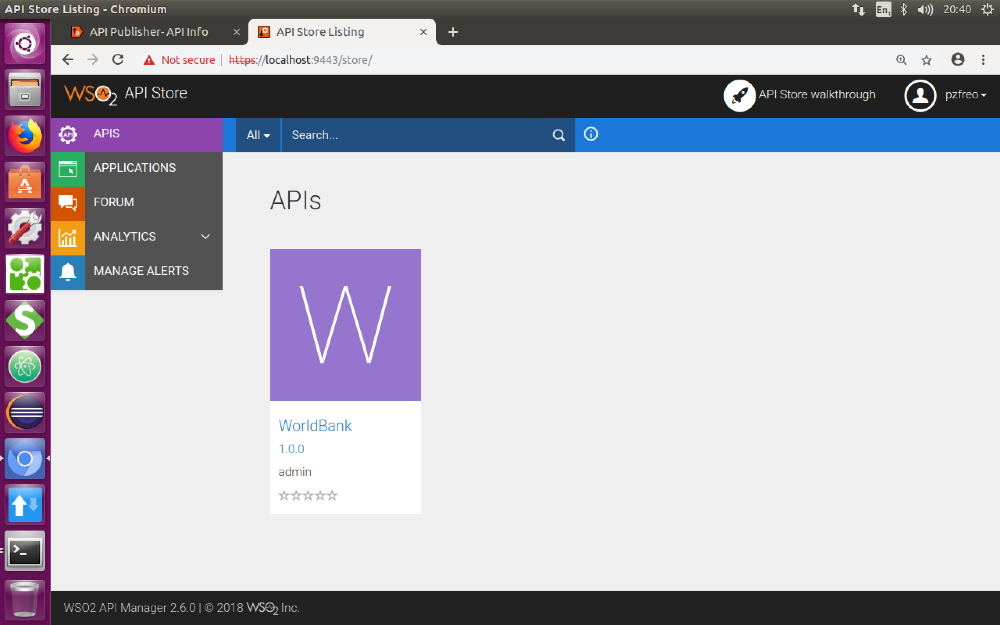 API Store Listing - Chromium
En1
20:40
API Publisher- API Info
API Store Listing
Not secure
https://localhost:9443/store/
WSO2 API Store
API Store walkthrough
pzfreo
API
APIS
All
Search...
APPLICATIONS
FORUM
ANALYTICS
MANAGE ALERTS
APIs
W
WorldBank
1.0.0
admin
WSO2 API Manager 2.6.0 | © 2018 WSO2 Inc.